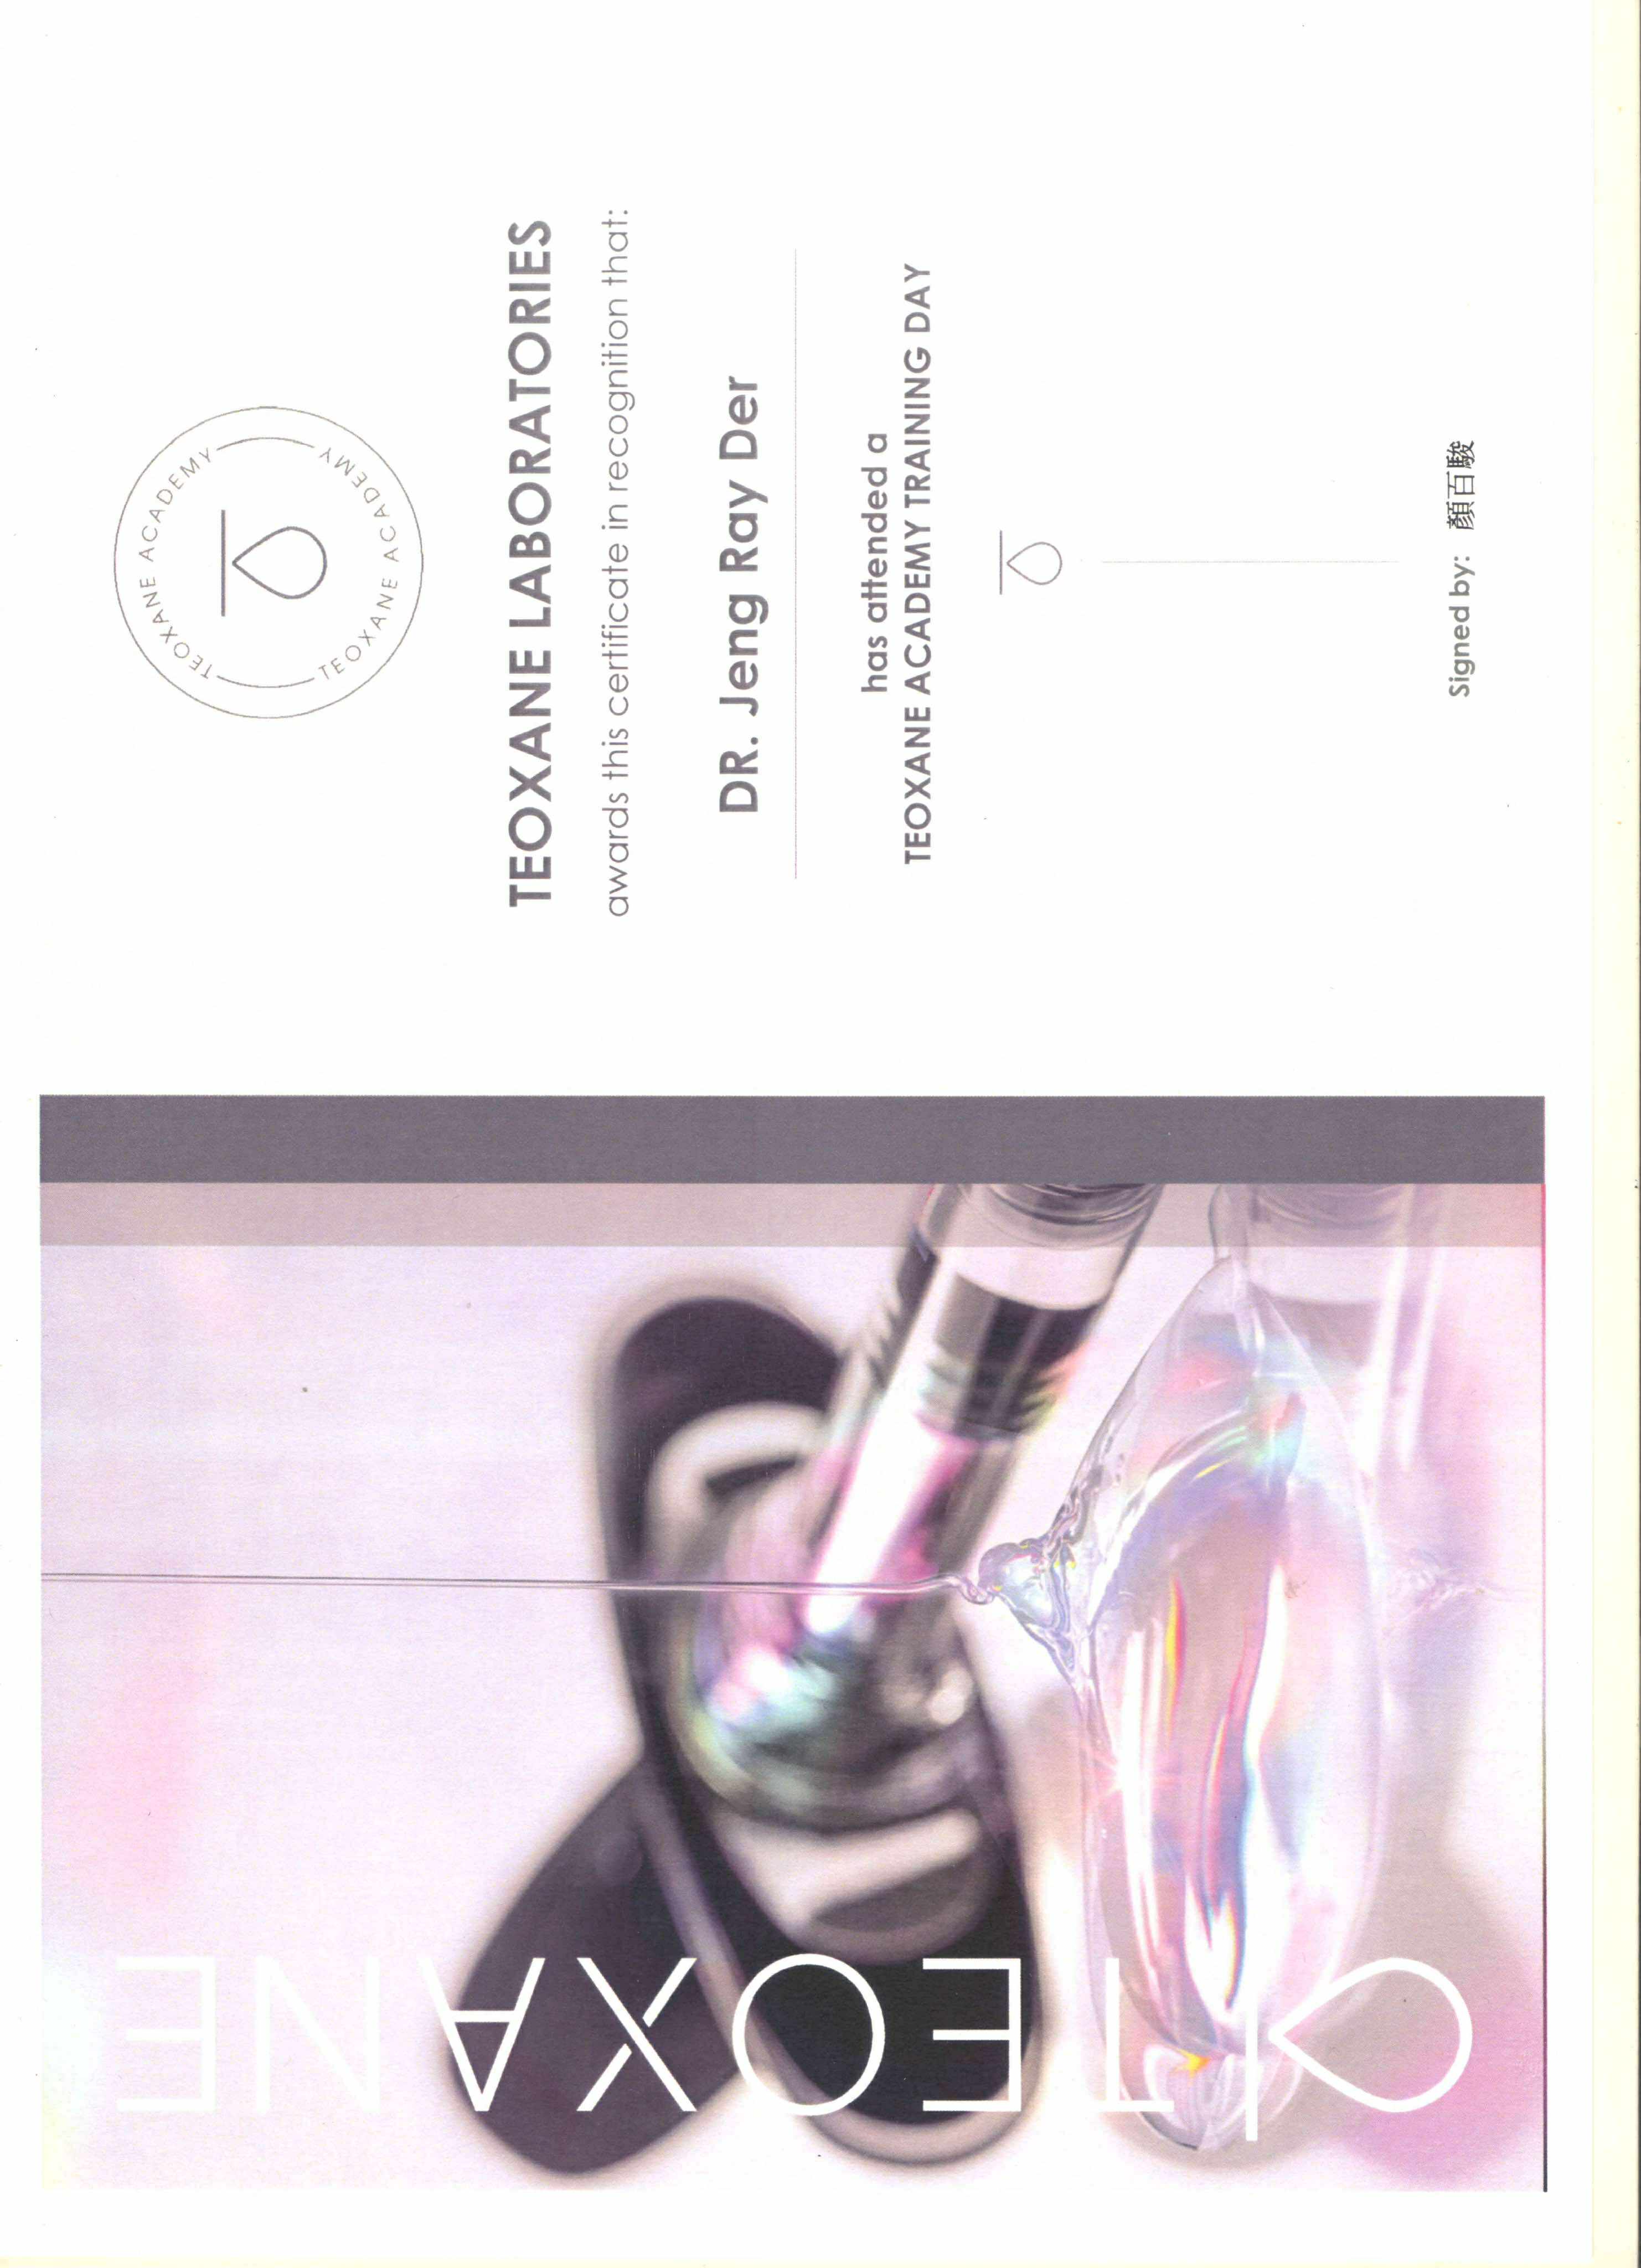 TEOXANE ACADEMY
TEOXANE ACADEMY
TEOXANE LABORATORIES
awards this certificate in recognition that:
DR. Jeng Ray Der
has attended a
TEOXANE ACADEMY TRAINING DAY
Signed by: 顏百駿
TEOXANE